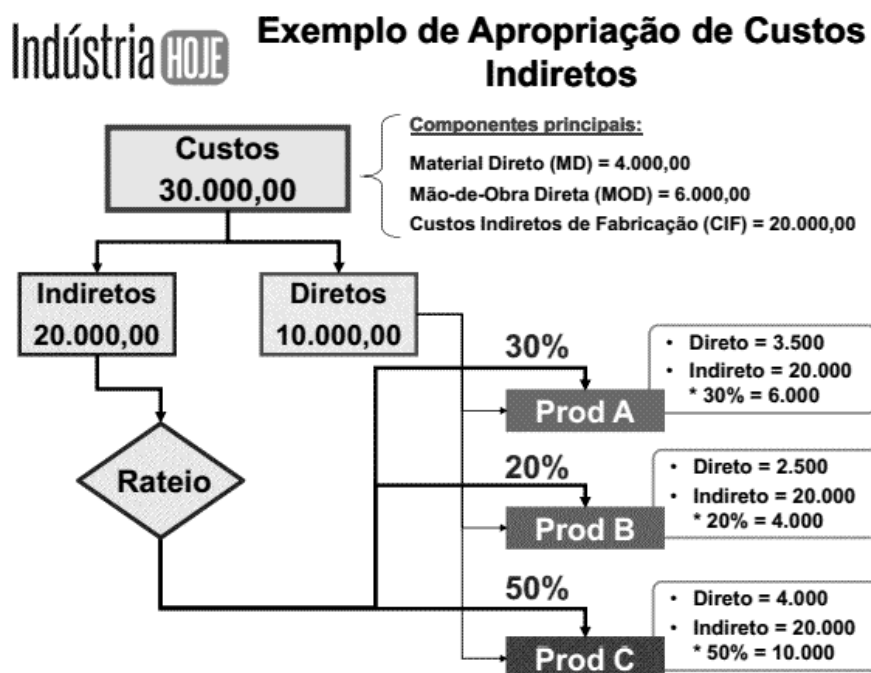 Indústria HOJE
Exemplo de Apropriação de Custos
Indiretos
Custos
30.000,00
Componentes principais:
Material Direto (MD) = 4.000,00
Mão-de-Obra Direta (MOD) = 6.000,00
Custos Indiretos de Fabricação (CIF) = 20.000,00
Indiretos
20.000,00
Diretos
10.000,00
Rateio
30%
Prod A
• Direto = 3.500
• Indireto = 20.000
* 30% = 6.000
20%
Prod B
• Direto = 2.500
• Indireto = 20.000
* 20% = 4.000
50%
Prod C
• Direto = 4.000
• Indireto = 20.000
* 50% = 10.000